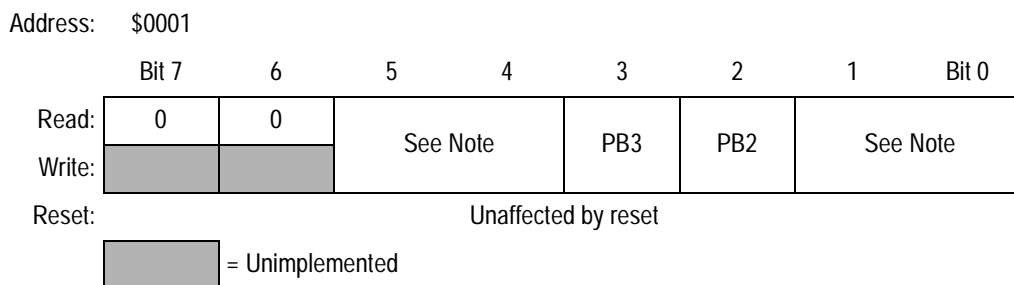 Address: $0001
Bit 7 6 5 4 3 2 1 Bit 0
Read: 0 0 See Note PB3 PB2 See Note
Write:
Reset: Unaffected by reset
= Unimplemented